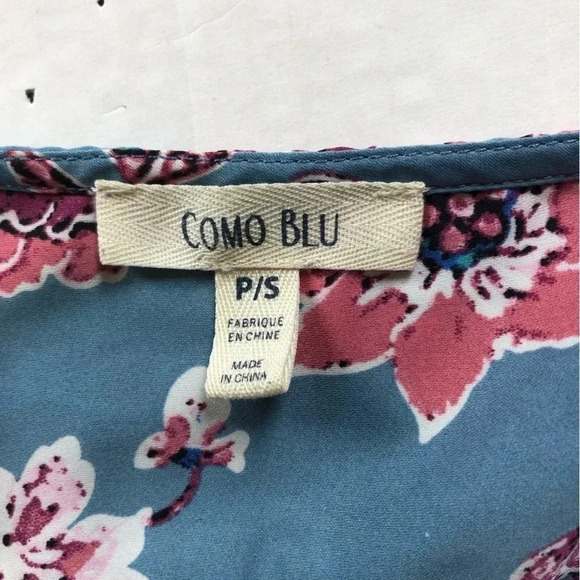 COMO BLU
P/S
FABRIQUE
EN CHINE
MADE
IN CHINA